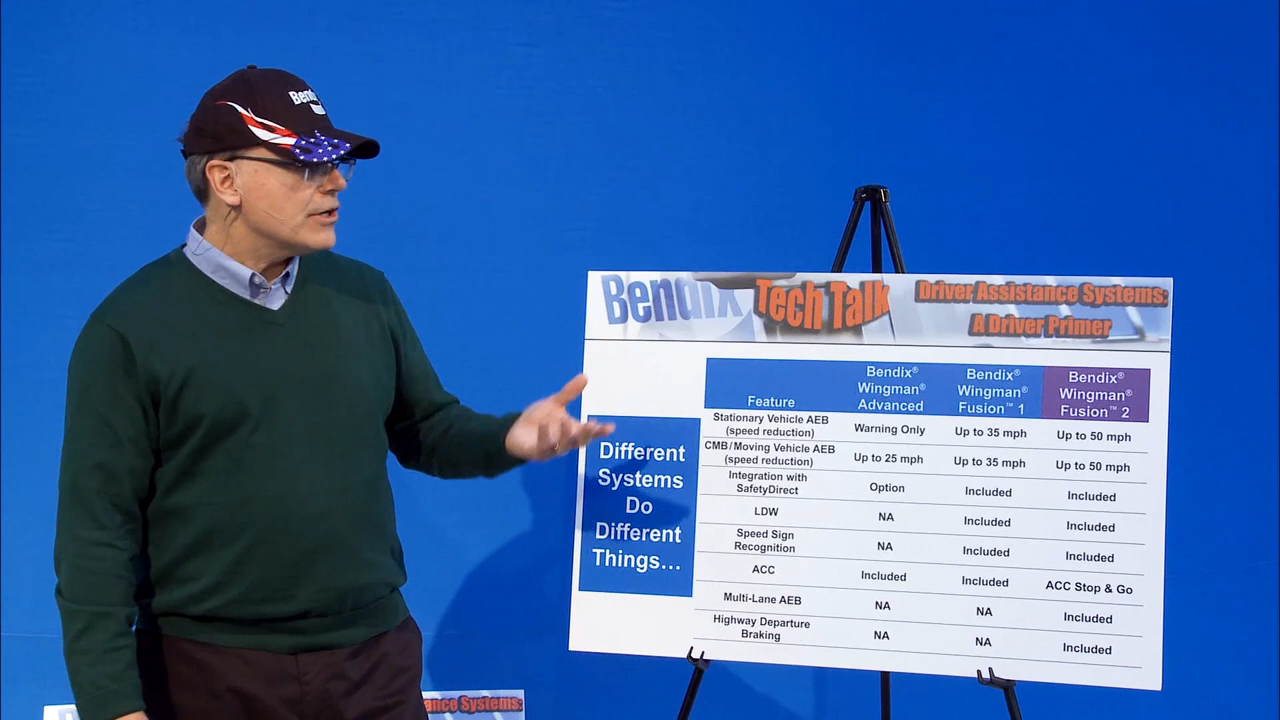 Bendix
Bendix Tech Talk
Driver Assistance Systems:
A Driver Primer
Different
Systems
Do
Different
Things...
Feature
Bendix® Wingman® Advanced
Bendix® Wingman® Fusion™ 1
Bendix® Wingman® Fusion™ 2
Stationary Vehicle AEB (speed reduction) Warning Only Up to 35 mph Up to 50 mph
CMB/Moving Vehicle AEB (speed reduction) Up to 25 mph Up to 35 mph Up to 50 mph
Integration with SafetyDirect Option Included Included
LDW NA Included Included
Speed Sign Recognition NA Included Included
ACC Included Included ACC Stop & Go
Multi-Lane AEB NA NA Included
Highway Departure Braking NA NA Included
ance Systems: